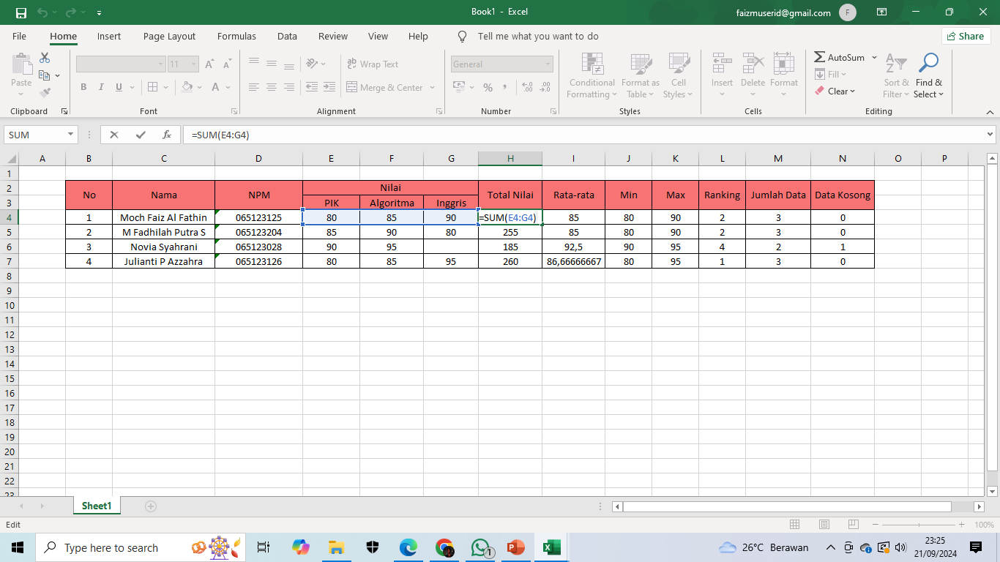 Book1 - Excel
faizmuserid@gmail.com F
File Home Insert Page Layout Formulas Data Review View Help Tell me what you want to do Share
Paste
Clipboard
11
B I U A
Font
ab Wrap Text
Merge & Center
Alignment
General
% 
Number
Conditional Formatting
Format as Table
Cell Styles
Styles
Insert
Delete
Format
Cells
AutoSum
Fill
Clear
Sort & Filter
Find & Select
Editing
SUM fx =SUM(E4:G4)
A B C D E F G H I J K L M N O P
1
2 No Nama NPM Nilai Total Nilai Rata-rata Min Max Ranking Jumlah Data Data Kosong
3 PIK Algoritma Inggris
4 1 Moch Faiz Al Fathin 065123125 80 85 90 =SUM(E4:G4) 85 80 90 2 3 0
5 2 M Fadhilah Putra S 065123204 85 90 80 255 85 80 90 2 3 0
6 3 Novia Syahrani 065123028 90 95 185 92,5 90 95 4 2 1
7 4 Julianti P Azzahra 065123126 80 85 95 260 86,66666667 80 95 1 3 0
8
9
10
11
12
13
14
15
16
17
18
19
20
21
22
23
Sheet1
Edit 100%
Type here to search
1
26°C Berawan
23:25
21/09/2024